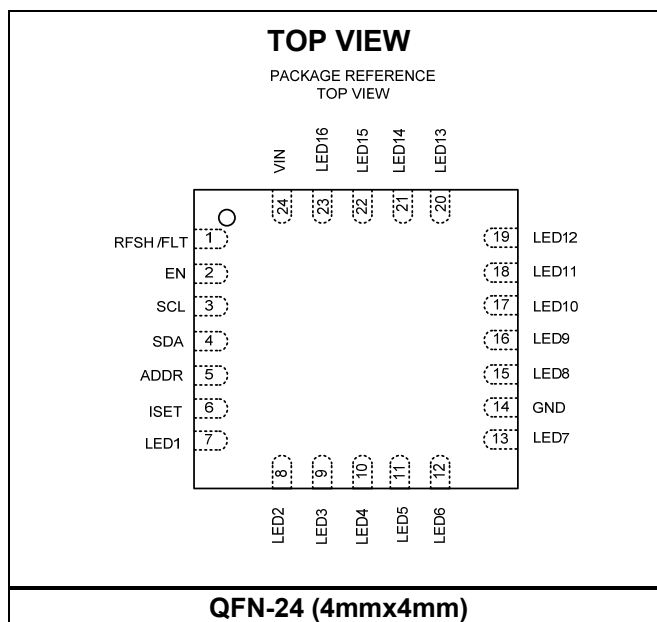 TOP VIEW
PACKAGE REFERENCE
TOP VIEW
VIN
LED16
LED15
LED14
LED13
24
23
22
21
20
RFSH /FLT
1
EN
2
SCL
3
SDA
4
ADDR
5
ISET
6
LED1
7
19
LED12
18
LED11
17
LED10
16
LED9
15
LED8
14
GND
13
LED7
8
9
10
11
12
LED2
LED3
LED4
LED5
LED6
QFN-24 (4mmx4mm)